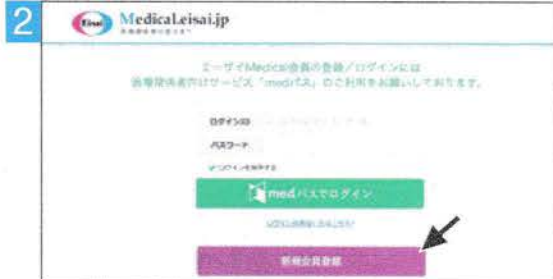 2
Eisai
Medical.eisai.jp
エーザイMedical会員の登録/ログインには
医療関係者向けサービス「medパス」のご利用をお願いしております。
ログインID
パスワード
ログインを保持する
medパスでログイン
新規会員登録